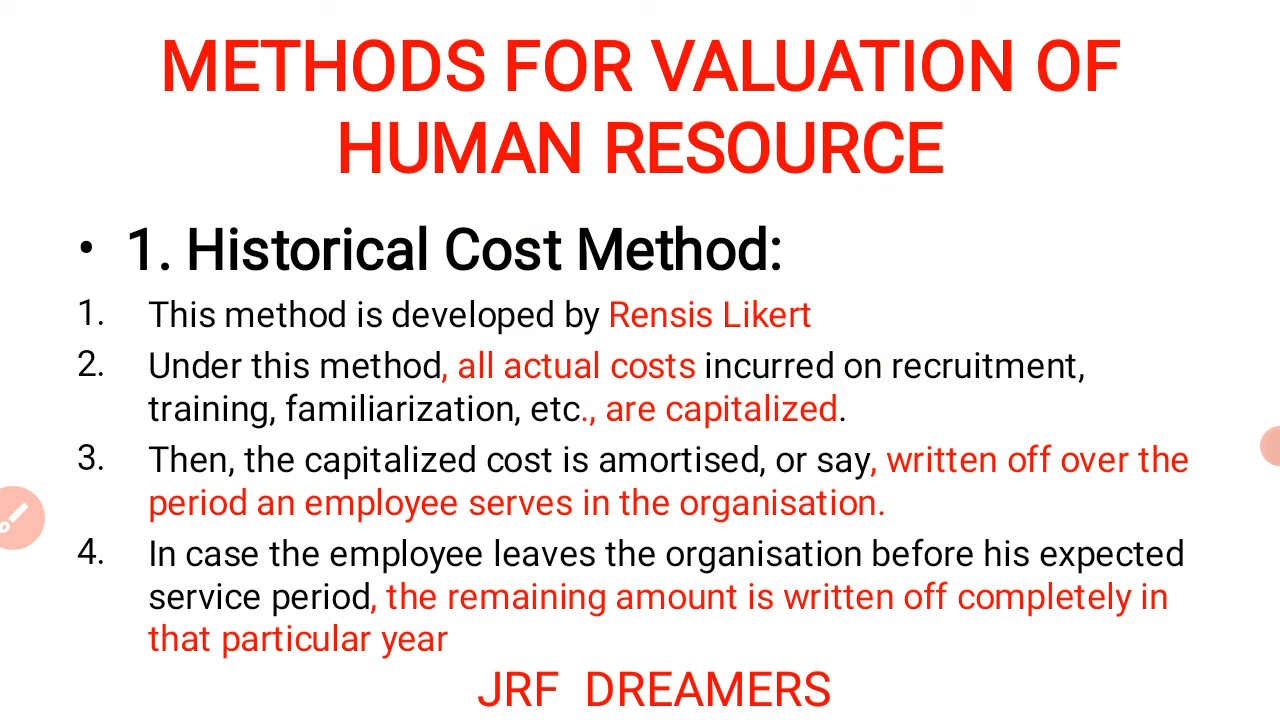 METHODS FOR VALUATION OF
HUMAN RESOURCE
• 1. Historical Cost Method:
1. This method is developed by Rensis Likert
2. Under this method, all actual costs incurred on recruitment,
training, familiarization, etc., are capitalized.
3. Then, the capitalized cost is amortised, or say, written off over the
period an employee serves in the organisation.
4. In case the employee leaves the organisation before his expected
service period, the remaining amount is written off completely in
that particular year
JRF DREAMERS